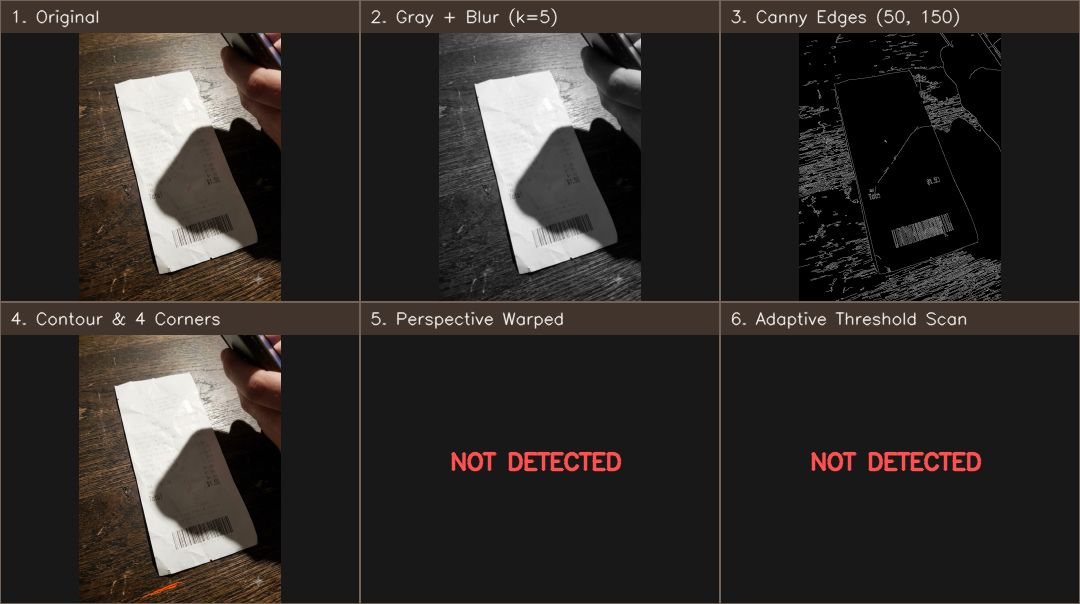 1. Original
2. Gray + Blur (k=5)
3. Canny Edges (50, 150)
4. Contour & 4 Corners
5. Perspective Warped
NOT DETECTED
6. Adaptive Threshold Scan
NOT DETECTED